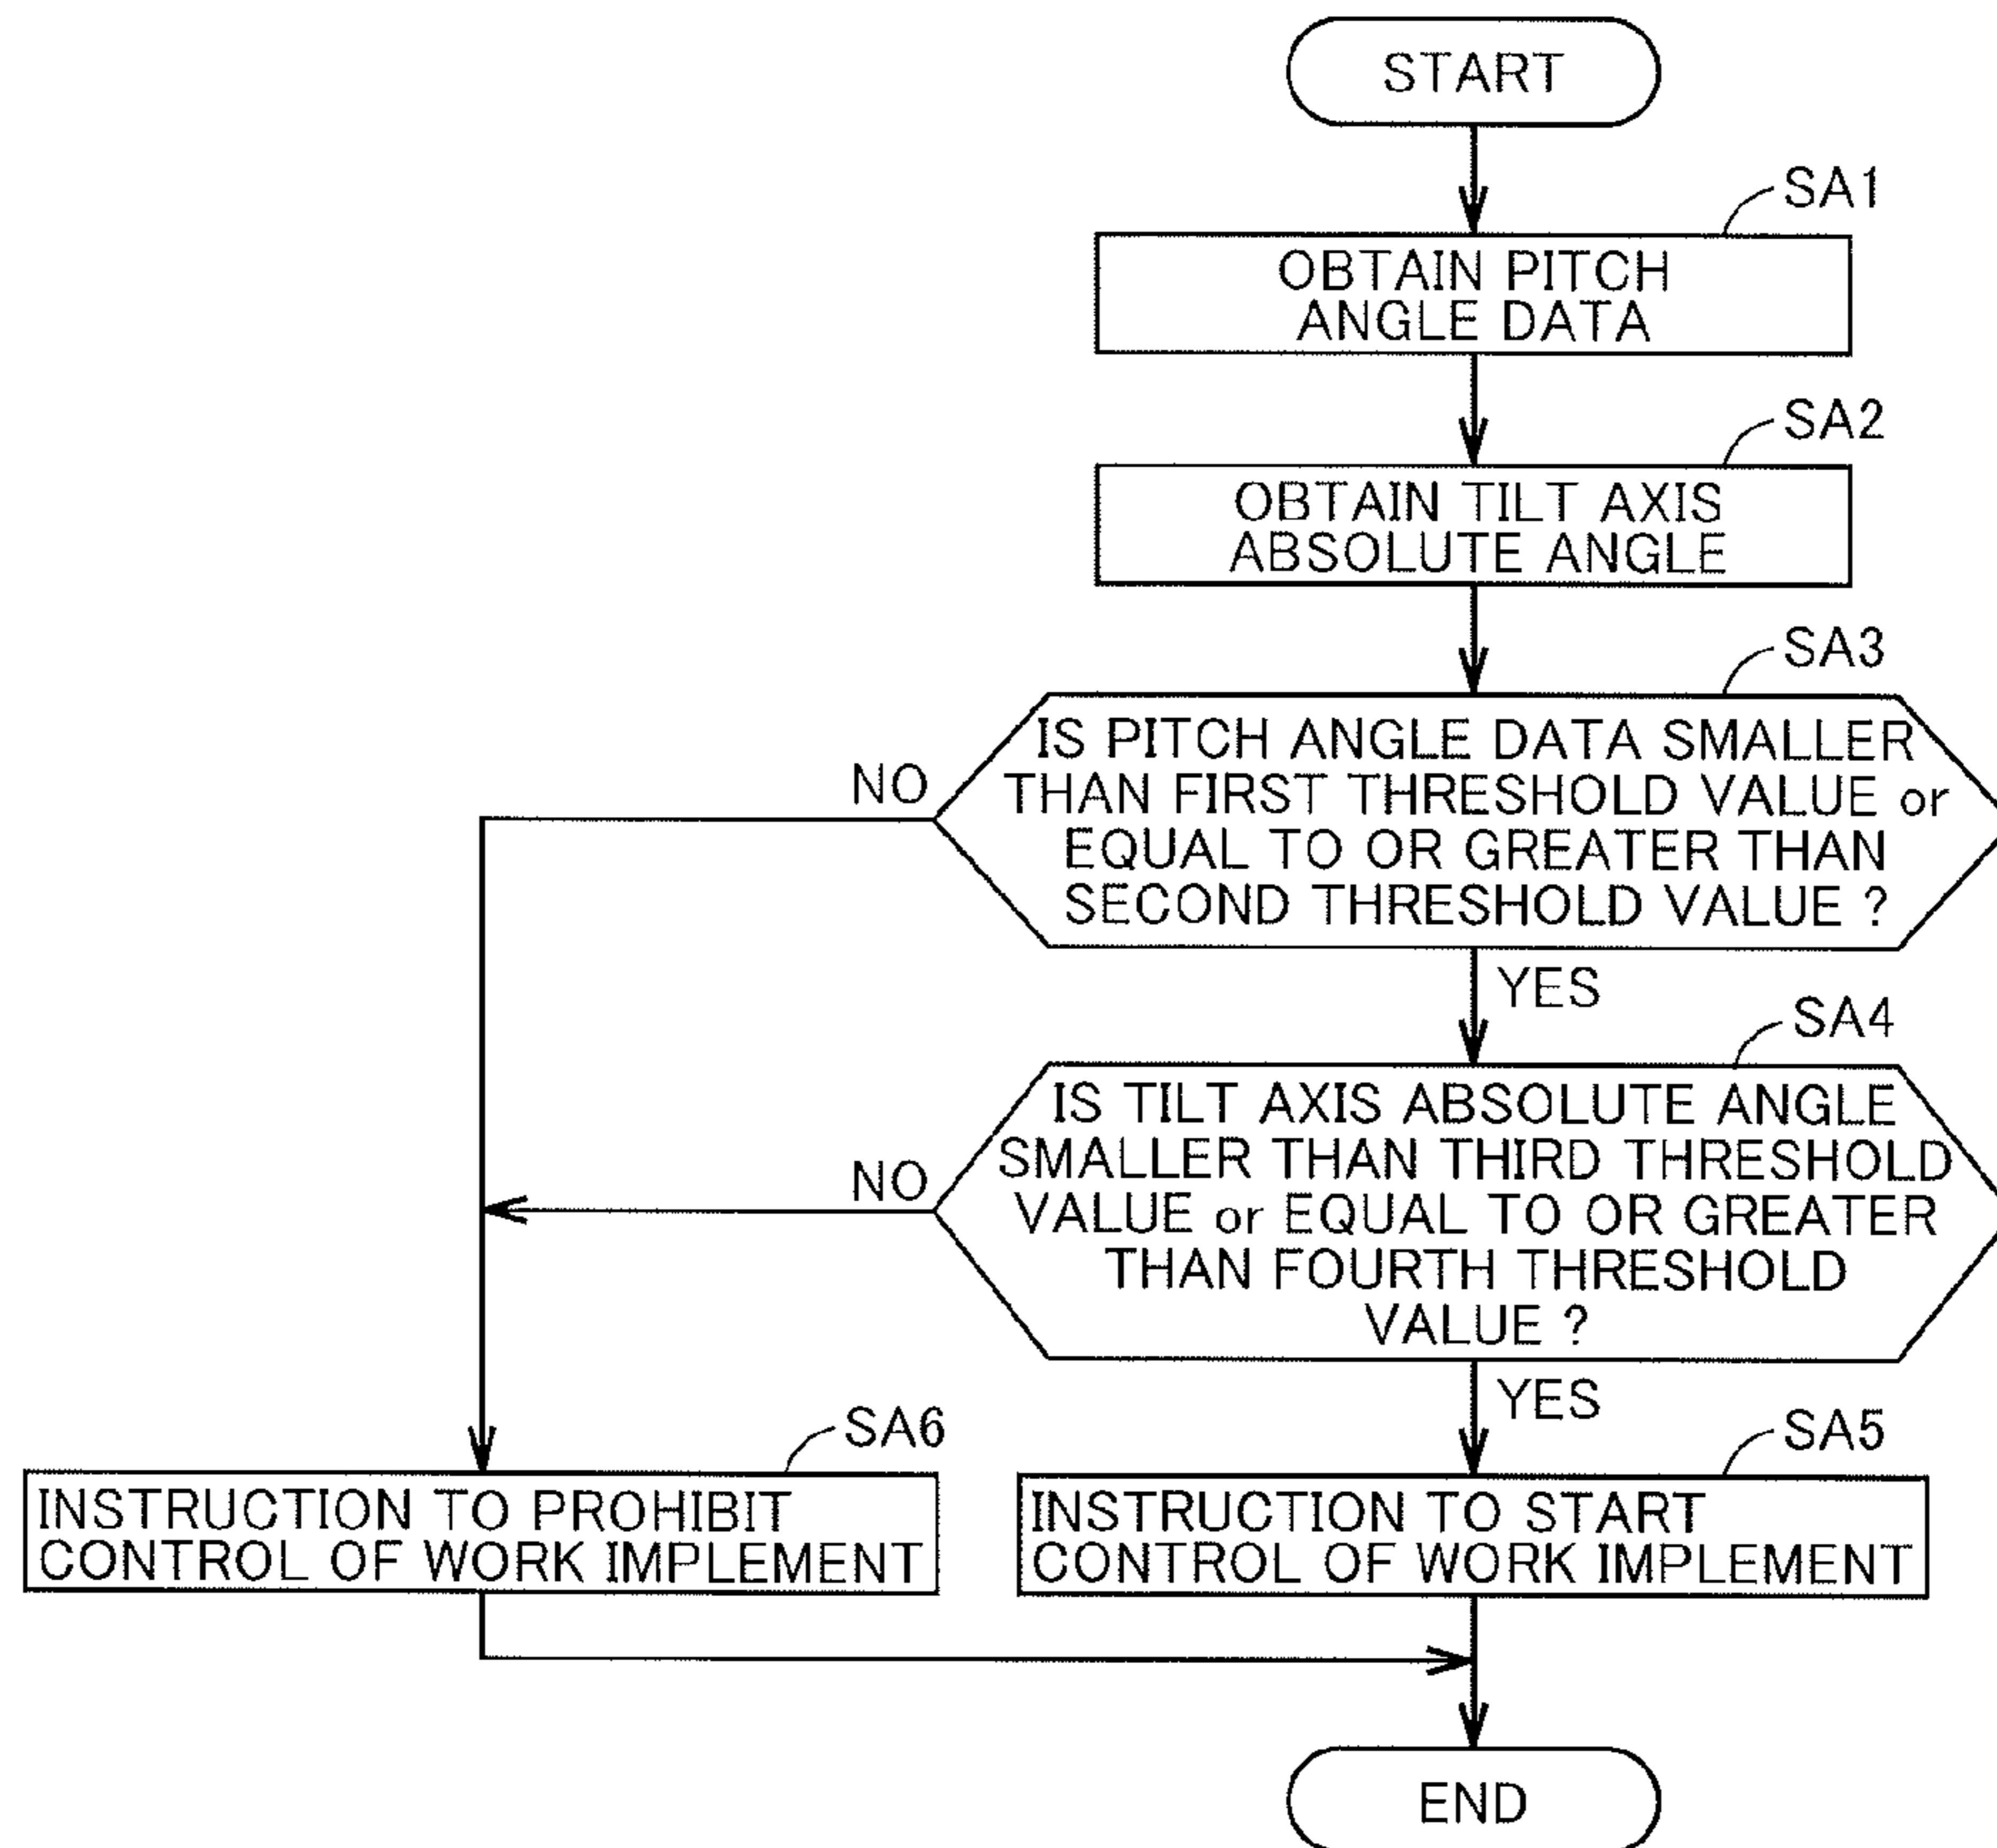 START
SA1
OBTAIN PITCH
ANGLE DATA
SA2
OBTAIN TILT AXIS
ABSOLUTE ANGLE
SA3
IS PITCH ANGLE DATA SMALLER
THAN FIRST THRESHOLD VALUE or
EQUAL TO OR GREATER THAN
SECOND THRESHOLD VALUE ?
NO
YES
SA4
IS TILT AXIS ABSOLUTE ANGLE
SMALLER THAN THIRD THRESHOLD
VALUE or EQUAL TO OR GREATER
THAN FOURTH THRESHOLD
VALUE ?
NO
YES
SA6
INSTRUCTION TO PROHIBIT
CONTROL OF WORK IMPLEMENT
SA5
INSTRUCTION TO START
CONTROL OF WORK IMPLEMENT
END